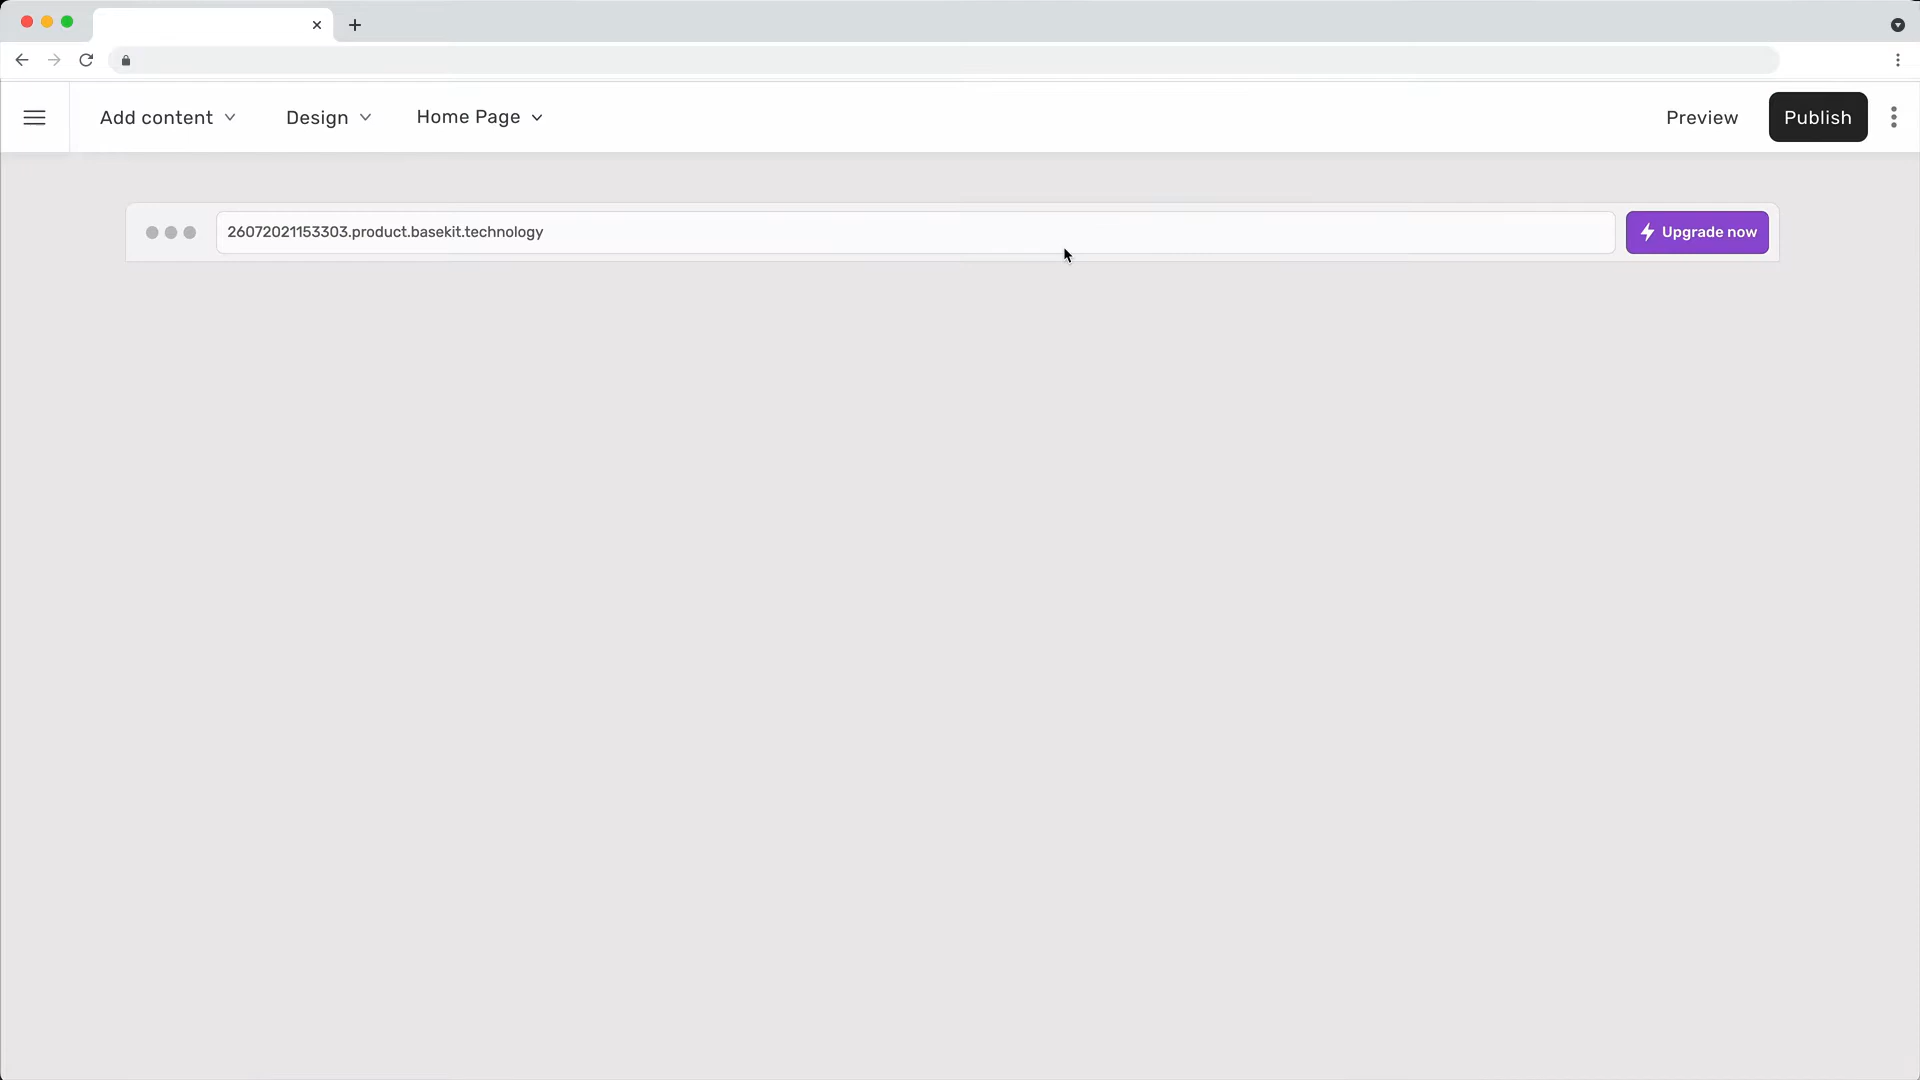 Add content
Design
Home Page
Preview
Publish
26072021153303.product.basekit.technology
Upgrade now